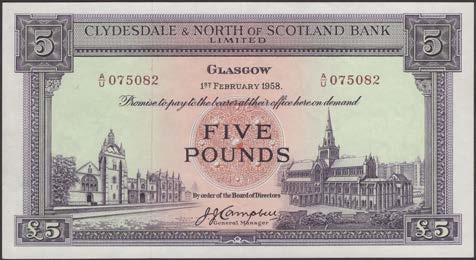 5 CLYDESDALE & NORTH OF SCOTLAND BANK 5
LIMITED
GLASGOW
A/U 075082 A/U 075082
1ST FEBRUARY 1958.
Promise to pay to the bearer at their office here on demand
FIVE
POUNDS
By order of the Board of Directors
J.J. Campbell
General Manager
£5 £5